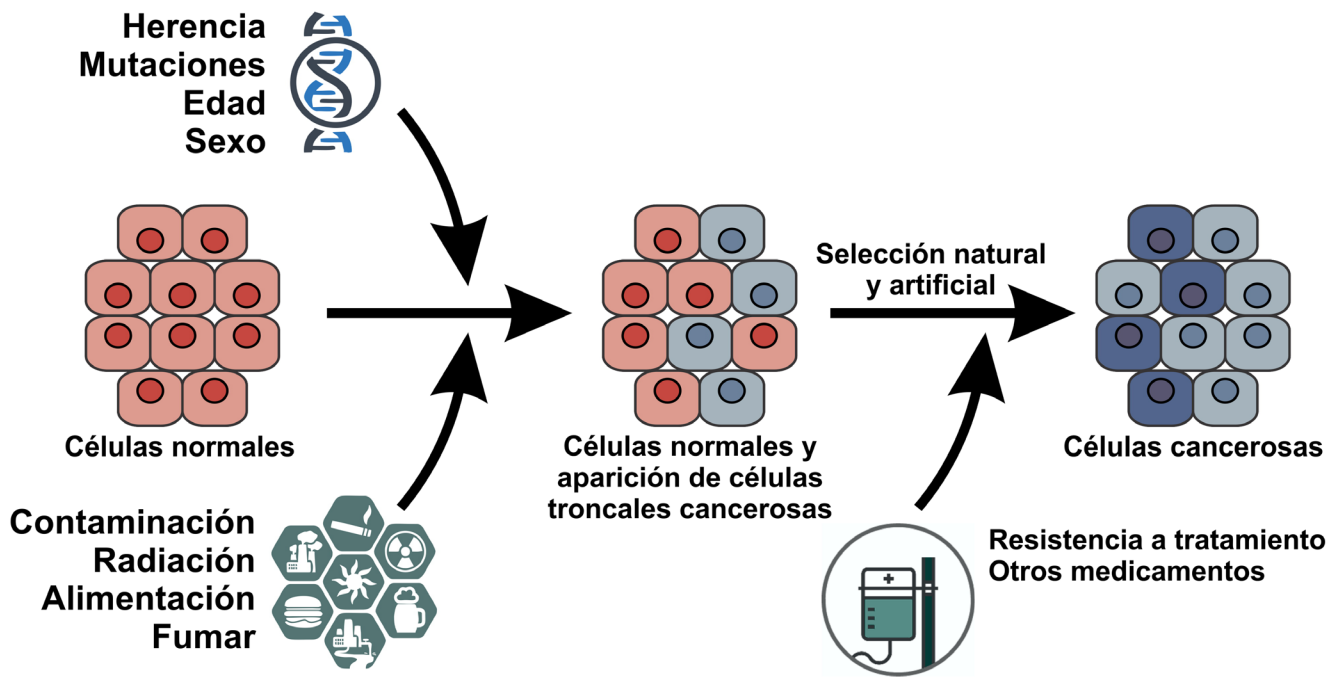 Herencia
Mutaciones
Edad
Sexo
Selección natural
y artificial
Células normales
Células normales y
aparición de células
troncales cancerosas
Células cancerosas
Contaminación
Radiación
Alimentación
Fumar
Resistencia a tratamiento
Otros medicamentos